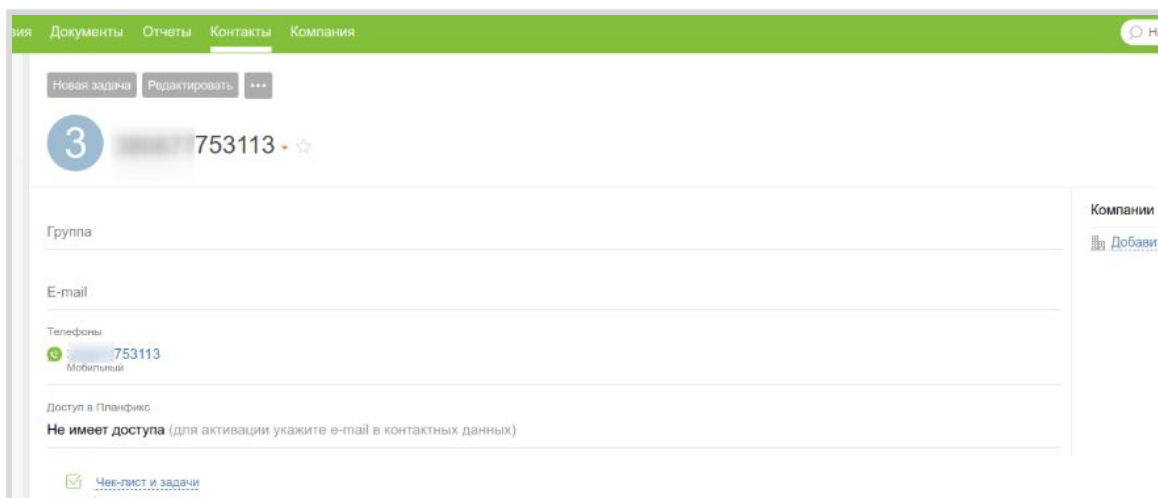 Документы Отчеты Контакты Компания
Новая задача Редактировать
3 753113
Компании
Группа
E-mail
Телефоны
753113
Мобильный
Доступ в Планфикс
Не имеет доступа (для активации укажите e-mail в контактных данных)
Чек-лист и задачи